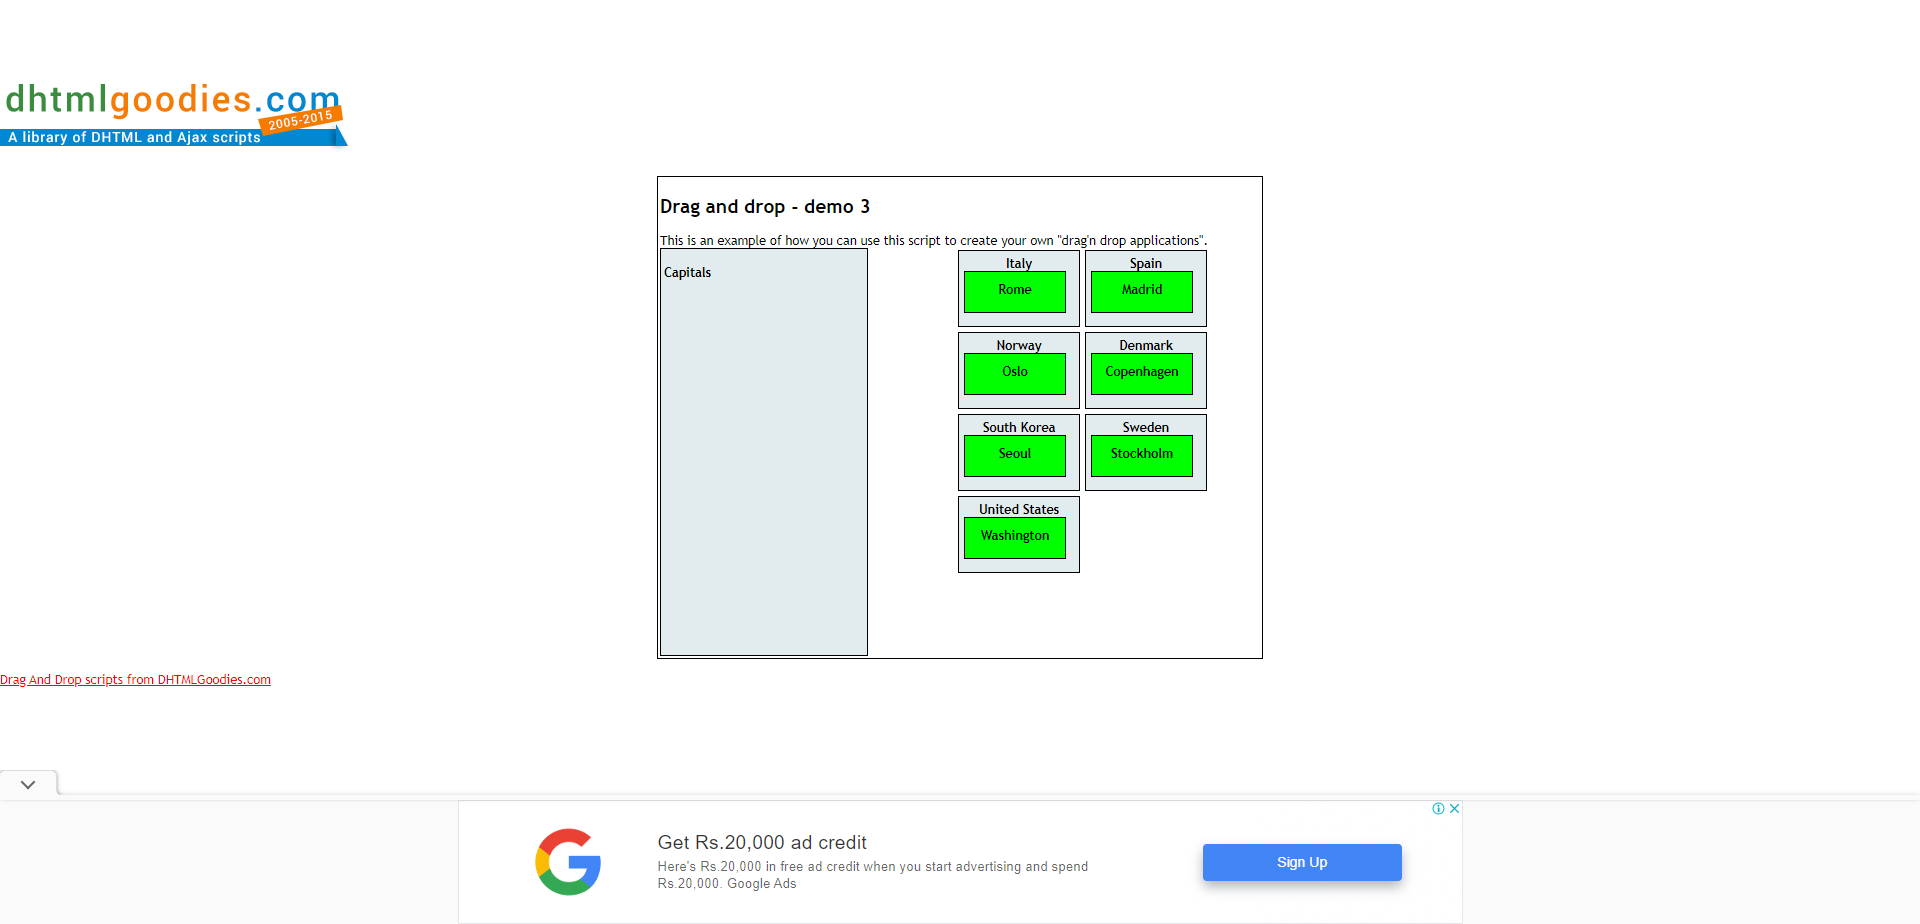 dhtmlgoodies.com
2005-2015
A library of DHTML and Ajax scripts
Drag and drop - demo 3
This is an example of how you can use this script to create your own "drag'n drop applications".
Capitals
Italy
Rome
Spain
Madrid
Norway
Oslo
Denmark
Copenhagen
South Korea
Seoul
Sweden
Stockholm
United States
Washington
Drag And Drop scripts from DHTMLGoodies.com
Get Rs.20,000 ad credit
Here's Rs.20,000 in free ad credit when you start advertising and spend
Rs.20,000. Google Ads
Sign Up